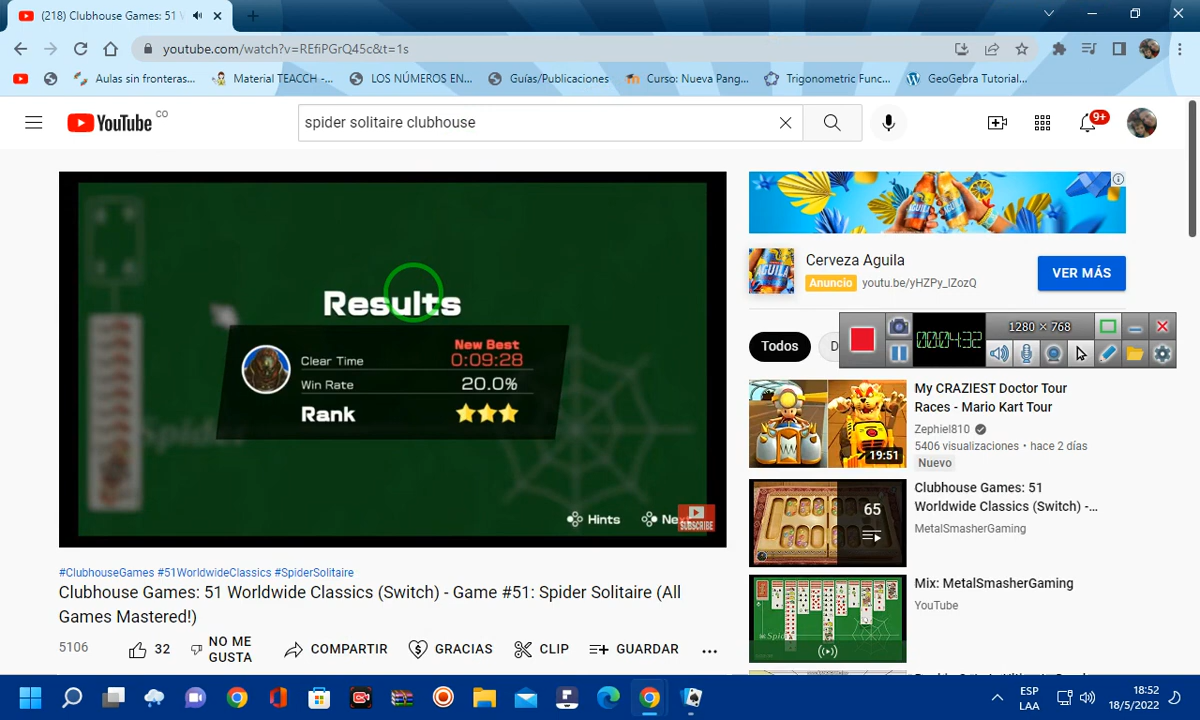 (218) Clubhouse Games: 51 W
youtube.com/watch?v=REfiPGrQ45c&t=1s
Aulas sin fronteras...
Material TEACCH -...
LOS NÚMEROS EN...
Guías/Publicaciones
Curso: Nueva Pang...
Trigonometric Func...
GeoGebra Tutorial...
YouTube CO
spider solitaire clubhouse
9+
Results
New Best
Clear Time 0:09:28
Win Rate 20.0%
Rank
Hints
SUBSCRIBE
Cerveza Aguila
Anuncio youtu.be/yHZPy_lZozQ
VER MÁS
1280 × 768
00:04:32
Todos
My CRAZIEST Doctor Tour
Races - Mario Kart Tour
Zephiel810
5406 visualizaciones • hace 2 días
Nuevo
19:51
Clubhouse Games: 51
Worldwide Classics (Switch) -...
MetalSmasherGaming
65
Mix: MetalSmasherGaming
YouTube
#ClubhouseGames #51WorldwideClassics #SpiderSolitaire
Clubhouse Games: 51 Worldwide Classics (Switch) - Game #51: Spider Solitaire (All
Games Mastered!)
5106
32
NO ME
GUSTA
COMPARTIR
GRACIAS
CLIP
GUARDAR
ESP
LAA
18:52
18/5/2022